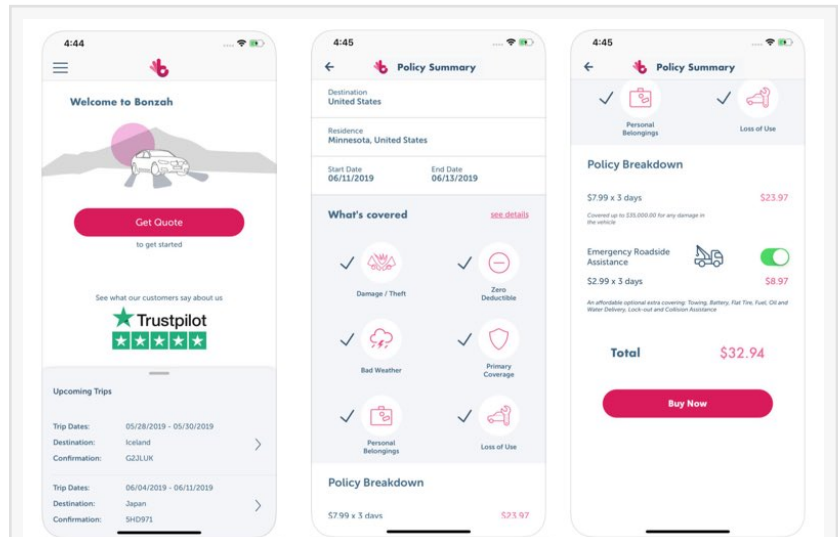 4:44
Welcome to Bonzah
Get Quote
to get started
See what our customers say about us
Trustpilot
Upcoming Trips
Trip Dates: 05/28/2019 - 05/30/2019
Destination: Iceland
Confirmation: G2JLUK
Trip Dates: 06/04/2019 - 06/11/2019
Destination: Japan
Confirmation: SHD971
4:45
Policy Summary
Destination
United States
Residence
Minnesota, United States
Start Date End Date
06/11/2019 06/13/2019
What's covered see details
Damage / Theft
Zero
Deductible
Bad Weather
Primary
Coverage
Personal
Belongings
Loss of Use
Policy Breakdown
$7.99 x 3 days $23.97
4:45
Policy Summary
Personal
Belongings
Loss of Use
Policy Breakdown
$7.99 x 3 days $23.97
Covered up to $35,000.00 for any damage in
the vehicle
Emergency Roadside
Assistance
$2.99 x 3 days $8.97
An affordable optional extra covering: Towing, Battery, Flat Tire, Fuel, Oil and
Water Delivery, Lock-out and Collision Assistance
Total $32.94
Buy Now